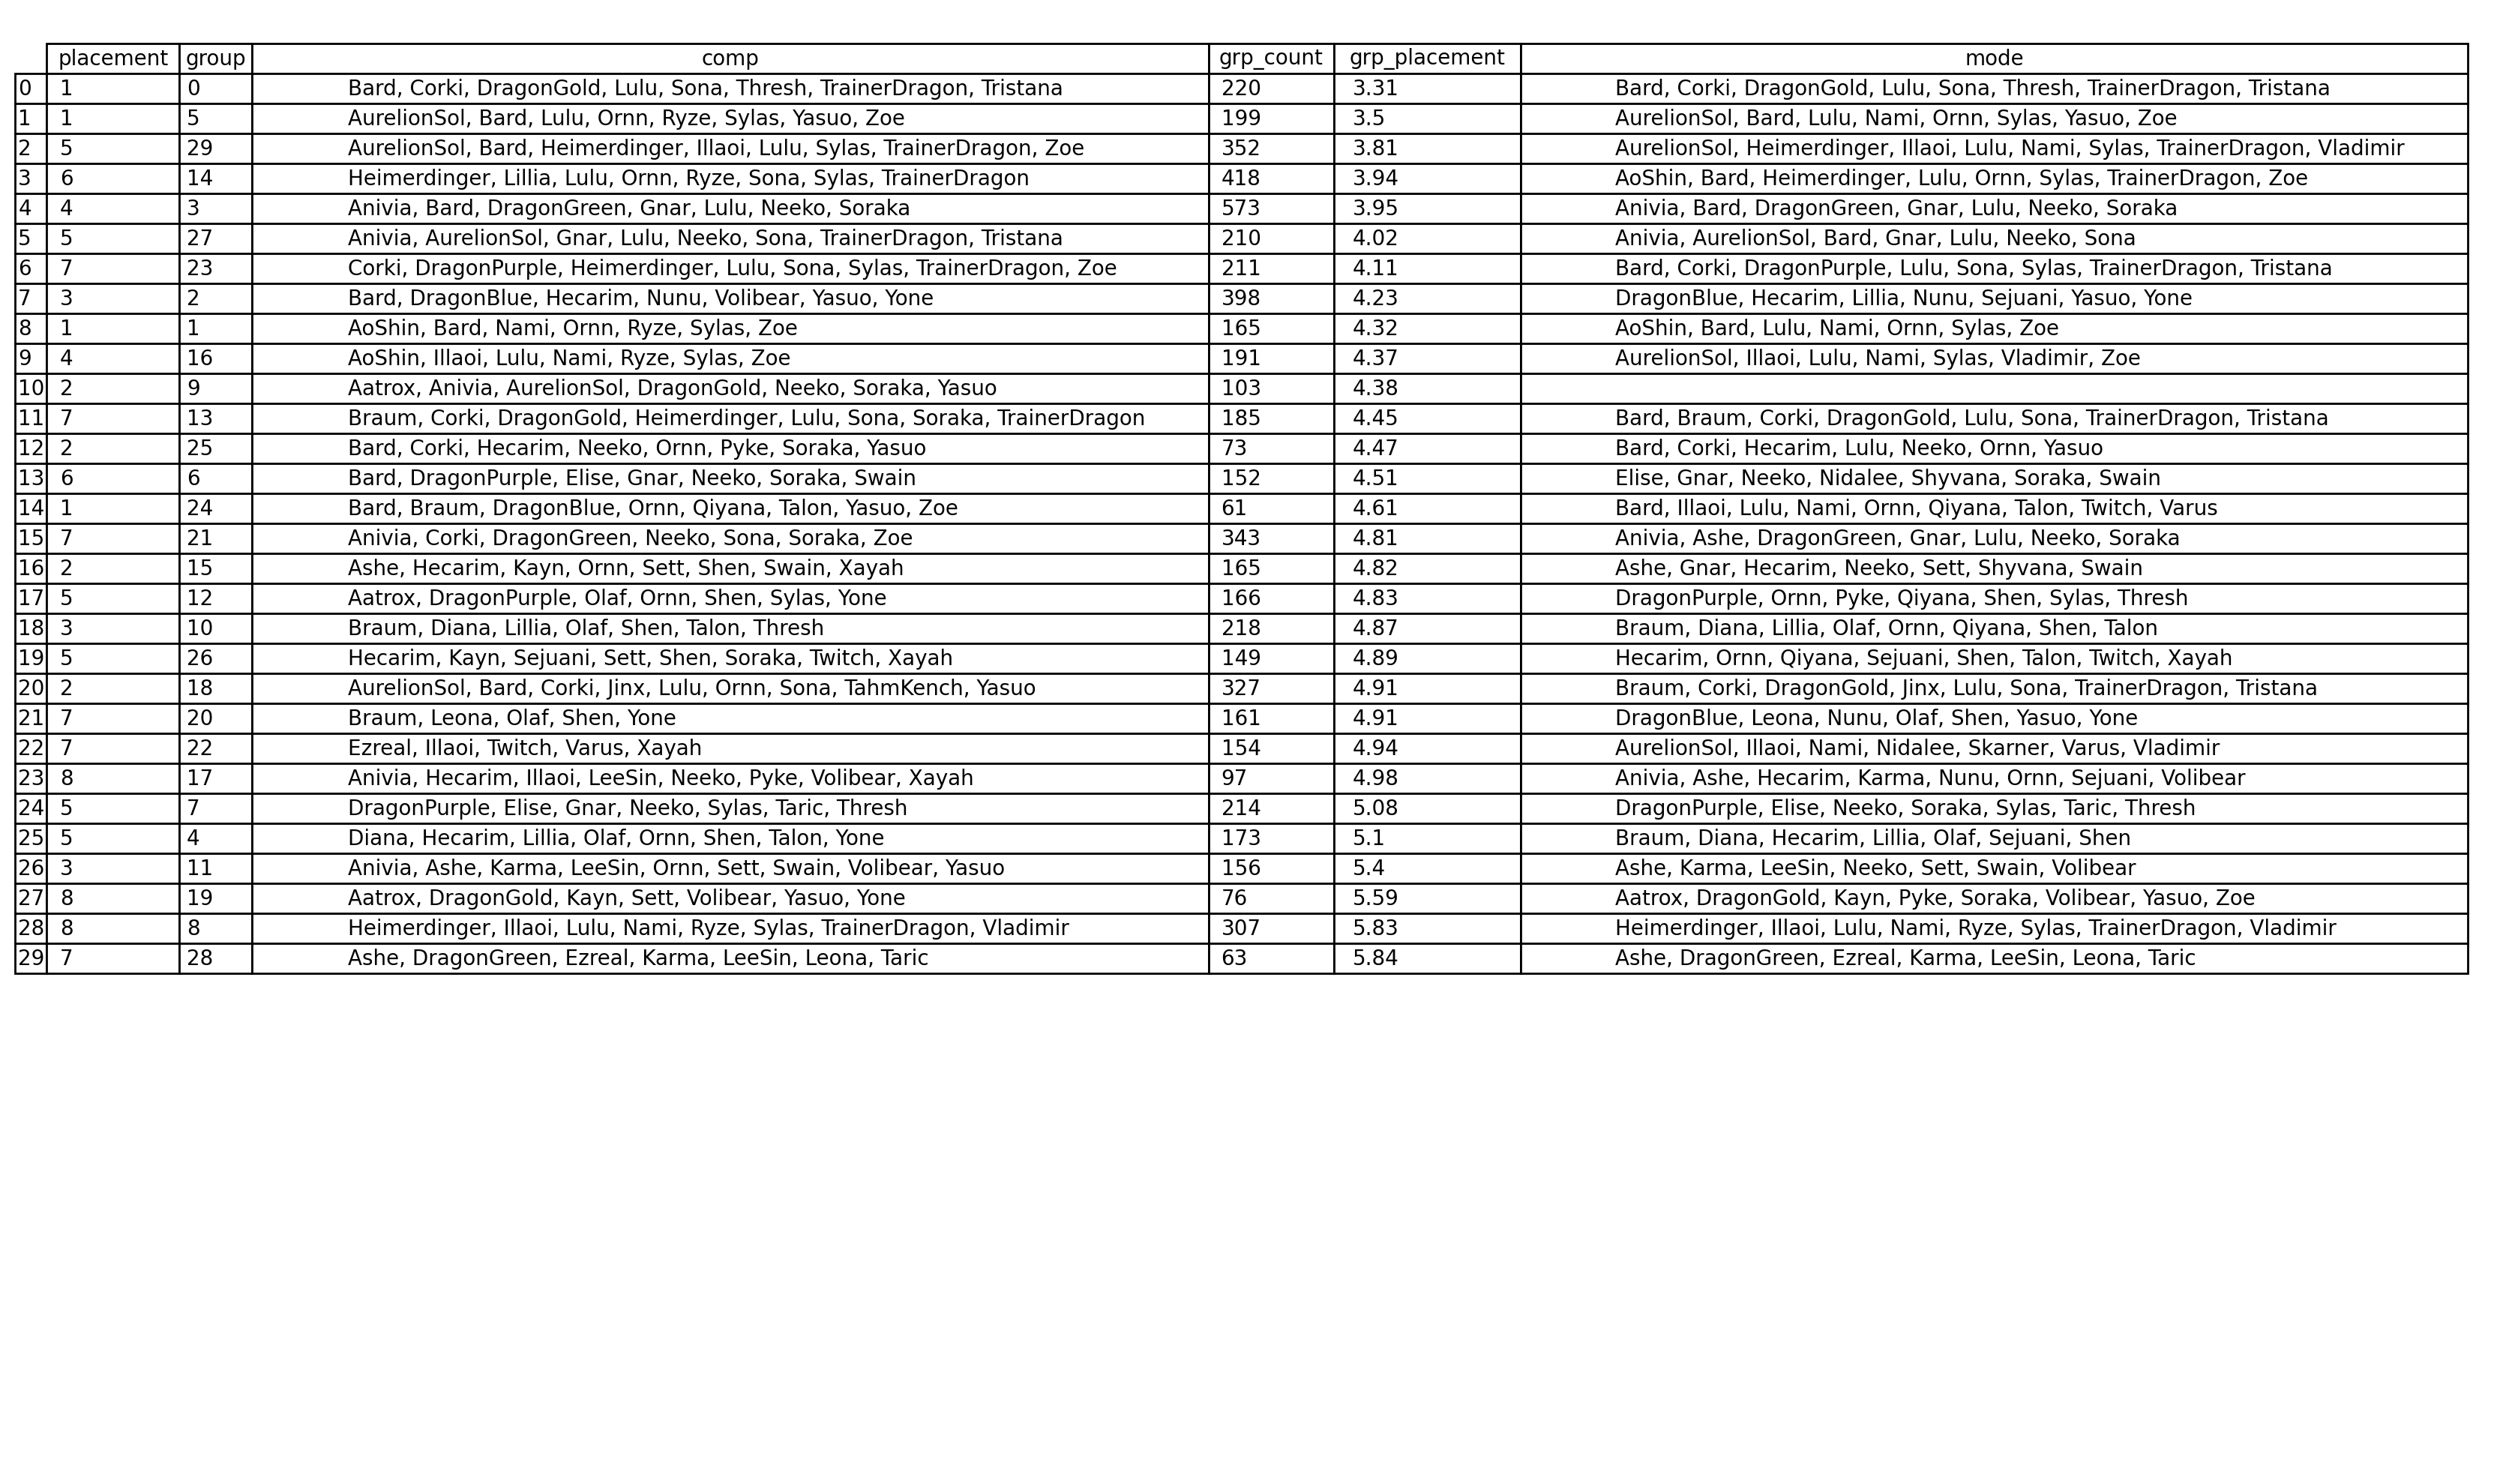 placement group comp grp_count grp_placement mode
0 1 0 Bard, Corki, DragonGold, Lulu, Sona, Thresh, TrainerDragon, Tristana 220 3.31 Bard, Corki, DragonGold, Lulu, Sona, Thresh, TrainerDragon, Tristana
1 1 5 AurelionSol, Bard, Lulu, Ornn, Ryze, Sylas, Yasuo, Zoe 199 3.5 AurelionSol, Bard, Lulu, Nami, Ornn, Sylas, Yasuo, Zoe
2 5 29 AurelionSol, Bard, Heimerdinger, Illaoi, Lulu, Sylas, TrainerDragon, Zoe 352 3.81 AurelionSol, Heimerdinger, Illaoi, Lulu, Nami, Sylas, TrainerDragon, Vladimir
3 6 14 Heimerdinger, Lillia, Lulu, Ornn, Ryze, Sona, Sylas, TrainerDragon 418 3.94 AoShin, Bard, Heimerdinger, Lulu, Ornn, Sylas, TrainerDragon, Zoe
4 4 3 Anivia, Bard, DragonGreen, Gnar, Lulu, Neeko, Soraka 573 3.95 Anivia, Bard, DragonGreen, Gnar, Lulu, Neeko, Soraka
5 5 27 Anivia, AurelionSol, Gnar, Lulu, Neeko, Sona, TrainerDragon, Tristana 210 4.02 Anivia, AurelionSol, Bard, Gnar, Lulu, Neeko, Sona
6 7 23 Corki, DragonPurple, Heimerdinger, Lulu, Sona, Sylas, TrainerDragon, Zoe 211 4.11 Bard, Corki, DragonPurple, Lulu, Sona, Sylas, TrainerDragon, Tristana
7 3 2 Bard, DragonBlue, Hecarim, Nunu, Volibear, Yasuo, Yone 398 4.23 DragonBlue, Hecarim, Lillia, Nunu, Sejuani, Yasuo, Yone
8 1 1 AoShin, Bard, Nami, Ornn, Ryze, Sylas, Zoe 165 4.32 AoShin, Bard, Lulu, Nami, Ornn, Sylas, Zoe
9 4 16 AoShin, Illaoi, Lulu, Nami, Ryze, Sylas, Zoe 191 4.37 AurelionSol, Illaoi, Lulu, Nami, Sylas, Vladimir, Zoe
10 2 9 Aatrox, Anivia, AurelionSol, DragonGold, Neeko, Soraka, Yasuo 103 4.38
11 7 13 Braum, Corki, DragonGold, Heimerdinger, Lulu, Sona, Soraka, TrainerDragon 185 4.45 Bard, Braum, Corki, DragonGold, Lulu, Sona, TrainerDragon, Tristana
12 2 25 Bard, Corki, Hecarim, Neeko, Ornn, Pyke, Soraka, Yasuo 73 4.47 Bard, Corki, Hecarim, Lulu, Neeko, Ornn, Yasuo
13 6 6 Bard, DragonPurple, Elise, Gnar, Neeko, Soraka, Swain 152 4.51 Elise, Gnar, Neeko, Nidalee, Shyvana, Soraka, Swain
14 1 24 Bard, Braum, DragonBlue, Ornn, Qiyana, Talon, Yasuo, Zoe 61 4.61 Bard, Illaoi, Lulu, Nami, Ornn, Qiyana, Talon, Twitch, Varus
15 7 21 Anivia, Corki, DragonGreen, Neeko, Sona, Soraka, Zoe 343 4.81 Anivia, Ashe, DragonGreen, Gnar, Lulu, Neeko, Soraka
16 2 15 Ashe, Hecarim, Kayn, Ornn, Sett, Shen, Swain, Xayah 165 4.82 Ashe, Gnar, Hecarim, Neeko, Sett, Shyvana, Swain
17 5 12 Aatrox, DragonPurple, Olaf, Ornn, Shen, Sylas, Yone 166 4.83 DragonPurple, Ornn, Pyke, Qiyana, Shen, Sylas, Thresh
18 3 10 Braum, Diana, Lillia, Olaf, Shen, Talon, Thresh 218 4.87 Braum, Diana, Lillia, Olaf, Ornn, Qiyana, Shen, Talon
19 5 26 Hecarim, Kayn, Sejuani, Sett, Shen, Soraka, Twitch, Xayah 149 4.89 Hecarim, Ornn, Qiyana, Sejuani, Shen, Talon, Twitch, Xayah
20 2 18 AurelionSol, Bard, Corki, Jinx, Lulu, Ornn, Sona, TahmKench, Yasuo 327 4.91 Braum, Corki, DragonGold, Jinx, Lulu, Sona, TrainerDragon, Tristana
21 7 20 Braum, Leona, Olaf, Shen, Yone 161 4.91 DragonBlue, Leona, Nunu, Olaf, Shen, Yasuo, Yone
22 7 22 Ezreal, Illaoi, Twitch, Varus, Xayah 154 4.94 AurelionSol, Illaoi, Nami, Nidalee, Skarner, Varus, Vladimir
23 8 17 Anivia, Hecarim, Illaoi, LeeSin, Neeko, Pyke, Volibear, Xayah 97 4.98 Anivia, Ashe, Hecarim, Karma, Nunu, Ornn, Sejuani, Volibear
24 5 7 DragonPurple, Elise, Gnar, Neeko, Sylas, Taric, Thresh 214 5.08 DragonPurple, Elise, Neeko, Soraka, Sylas, Taric, Thresh
25 5 4 Diana, Hecarim, Lillia, Olaf, Ornn, Shen, Talon, Yone 173 5.1 Braum, Diana, Hecarim, Lillia, Olaf, Sejuani, Shen
26 3 11 Anivia, Ashe, Karma, LeeSin, Ornn, Sett, Swain, Volibear, Yasuo 156 5.4 Ashe, Karma, LeeSin, Neeko, Sett, Swain, Volibear
27 8 19 Aatrox, DragonGold, Kayn, Sett, Volibear, Yasuo, Yone 76 5.59 Aatrox, DragonGold, Kayn, Pyke, Soraka, Volibear, Yasuo, Zoe
28 8 8 Heimerdinger, Illaoi, Lulu, Nami, Ryze, Sylas, TrainerDragon, Vladimir 307 5.83 Heimerdinger, Illaoi, Lulu, Nami, Ryze, Sylas, TrainerDragon, Vladimir
29 7 28 Ashe, DragonGreen, Ezreal, Karma, LeeSin, Leona, Taric 63 5.84 Ashe, DragonGreen, Ezreal, Karma, LeeSin, Leona, Taric